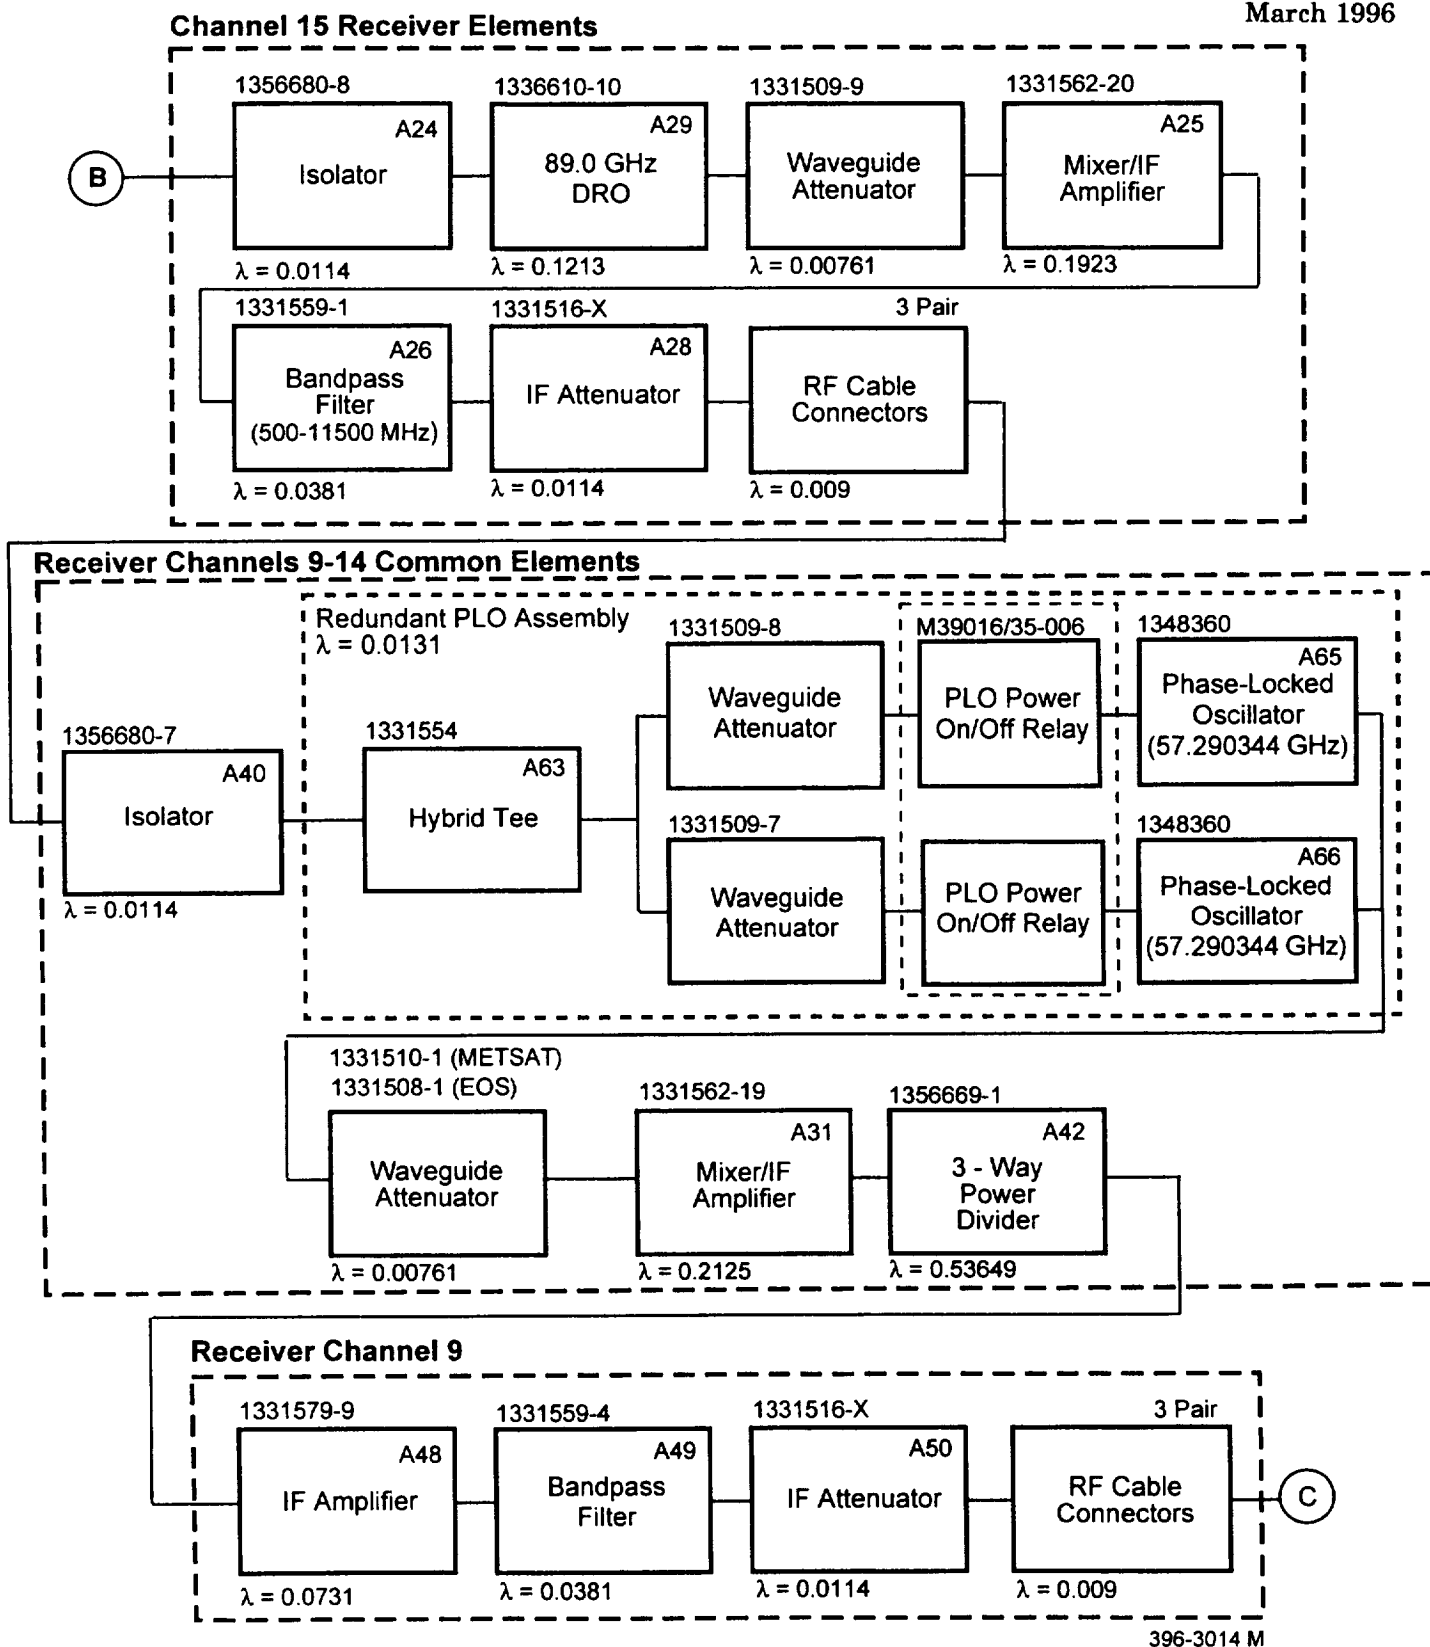 March 1996
Channel 15 Receiver Elements
1356680-8
1336610-10
1331509-9
1331562-20
A24
A29
A25
B
Isolator
89.0 GHz
DRO
Waveguide
Attenuator
Mixer/IF
Amplifier
λ = 0.0114
λ = 0.1213
λ = 0.00761
λ = 0.1923
1331559-1
1331516-X
3 Pair
A26
A28
Bandpass
Filter
(500-11500 MHz)
IF Attenuator
RF Cable
Connectors
λ = 0.0381
λ = 0.0114
λ = 0.009
Receiver Channels 9-14 Common Elements
Redundant PLO Assembly
λ = 0.0131
1331509-8
M39016/35-006
1348360
A65
Waveguide
Attenuator
PLO Power
On/Off Relay
Phase-Locked
Oscillator
(57.290344 GHz)
1356680-7
1331554
A40
A63
Isolator
Hybrid Tee
λ = 0.0114
1331509-7
1348360
A66
Waveguide
Attenuator
PLO Power
On/Off Relay
Phase-Locked
Oscillator
(57.290344 GHz)
1331510-1 (METSAT)
1331508-1 (EOS)
1331562-19
1356669-1
A31
A42
Waveguide
Attenuator
Mixer/IF
Amplifier
3 - Way
Power
Divider
λ = 0.00761
λ = 0.2125
λ = 0.53649
Receiver Channel 9
1331579-9
1331559-4
1331516-X
3 Pair
A48
A49
A50
IF Amplifier
Bandpass
Filter
IF Attenuator
RF Cable
Connectors
C
λ = 0.0731
λ = 0.0381
λ = 0.0114
λ = 0.009
396-3014 M